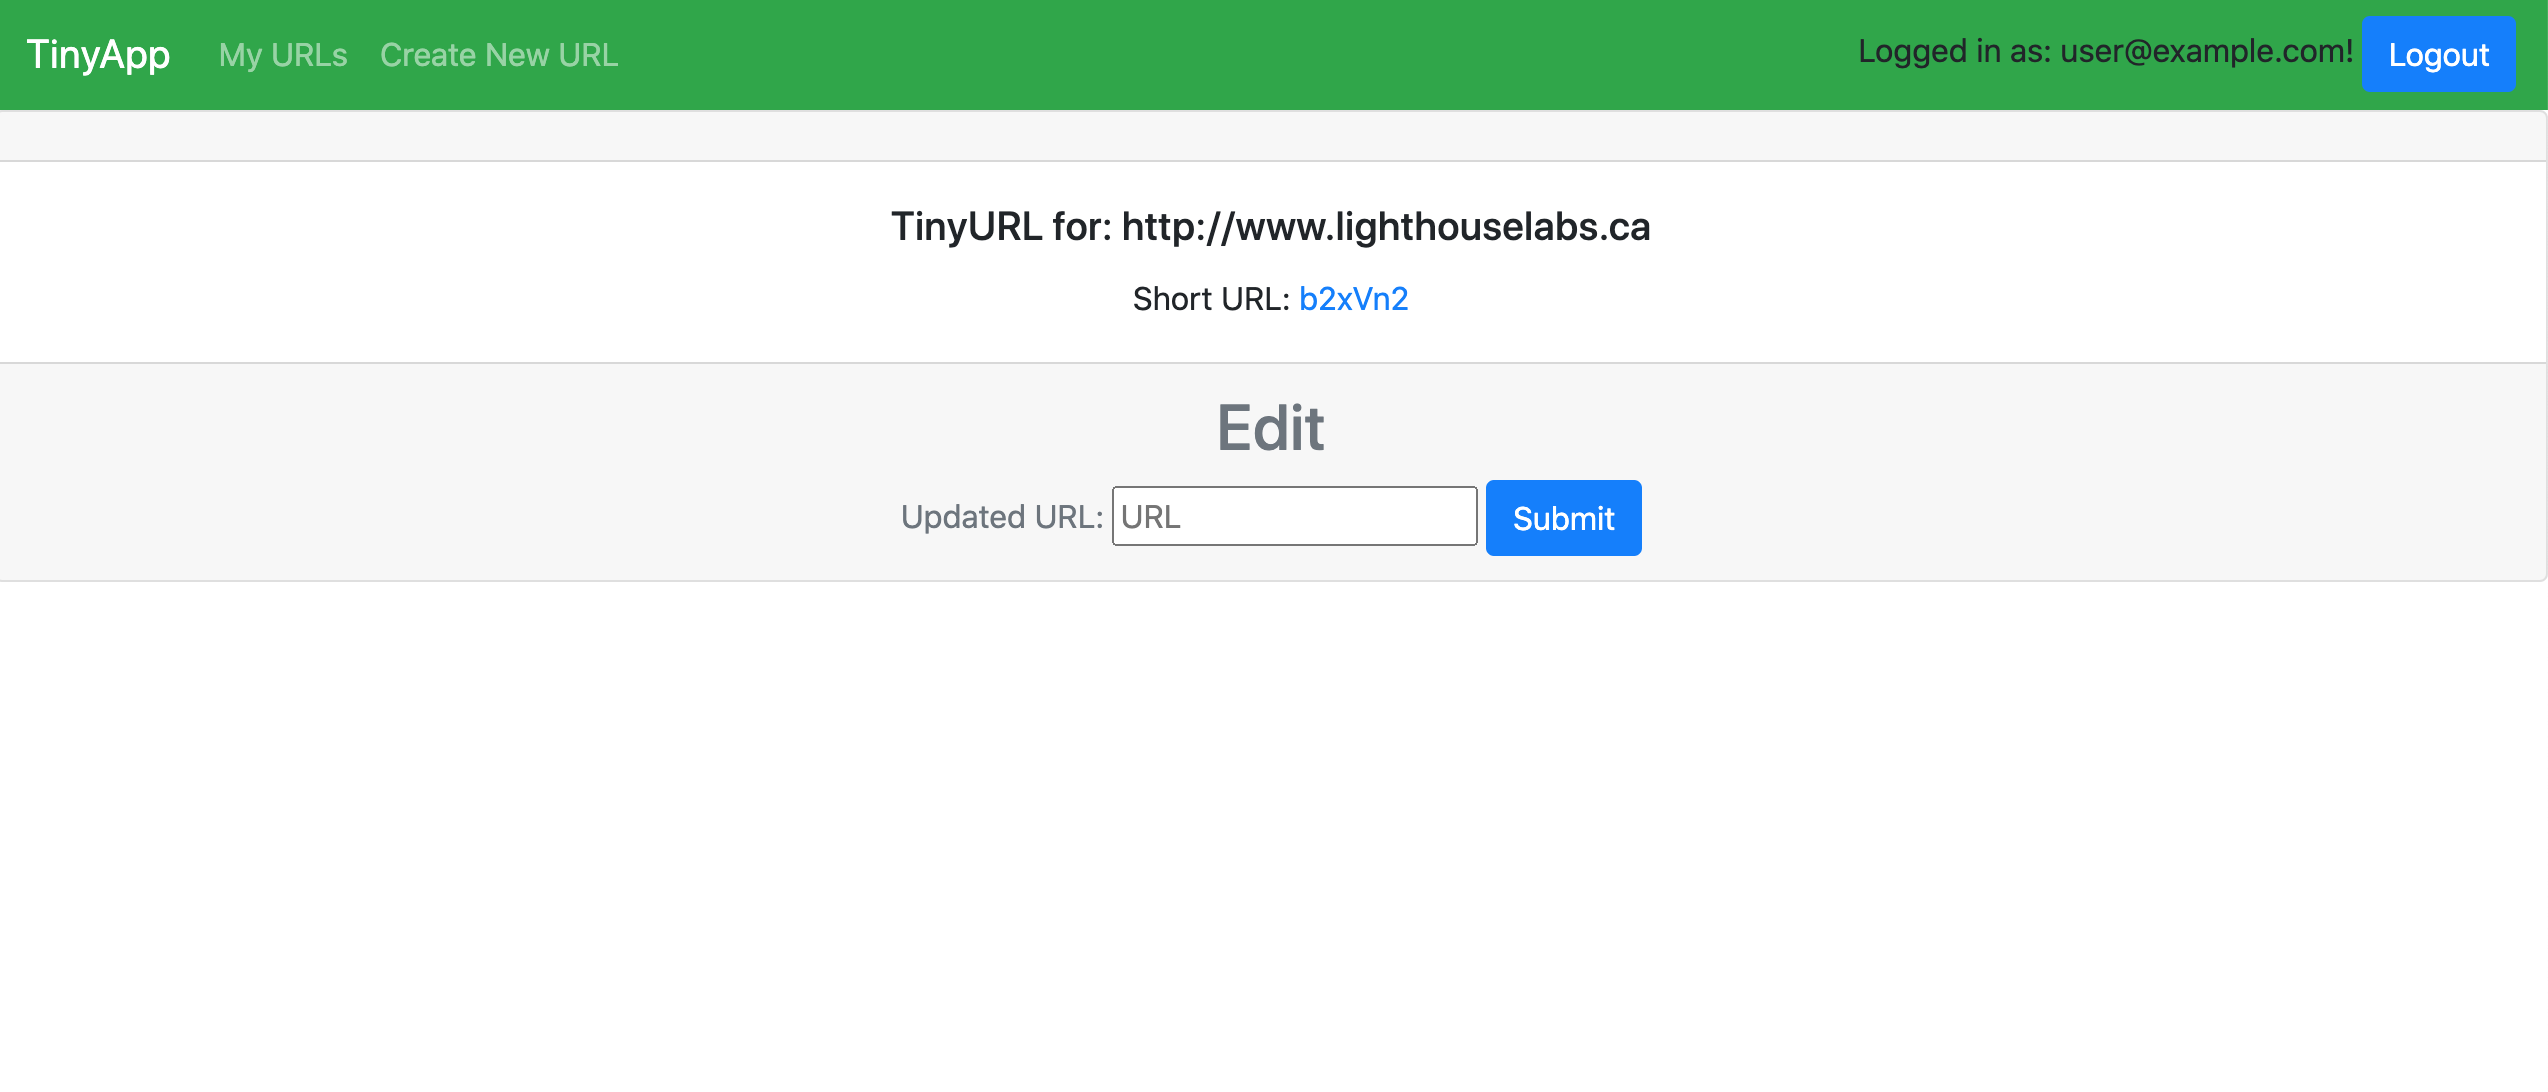 TinyApp My URLs Create New URL Logged in as: user@example.com! Logout
TinyURL for: http://www.lighthouselabs.ca
Short URL: b2xVn2
Edit
Updated URL: URL Submit